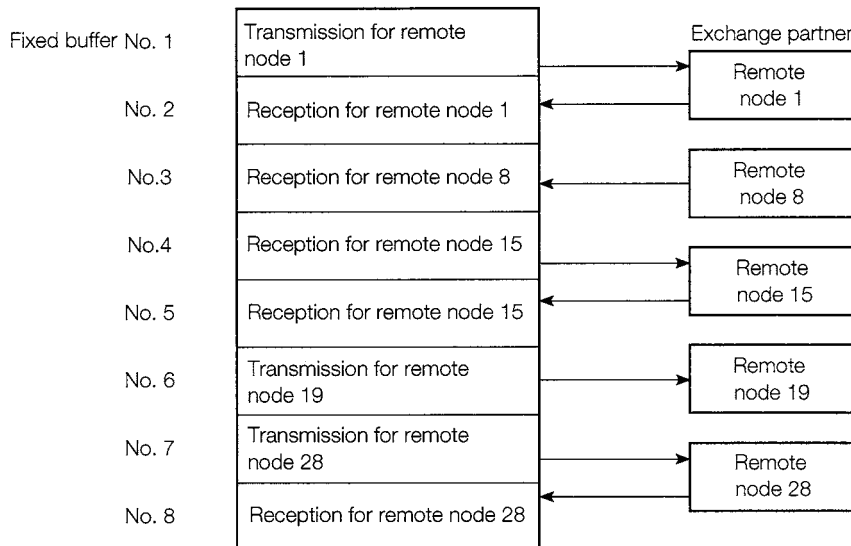 Fixed buffer No. 1
Transmission for remote
node 1
Exchange partner
Remote
node 1
No. 2
Reception for remote node 1
No.3
Reception for remote node 8
Remote
node 8
No.4
Reception for remote node 15
Remote
node 15
No. 5
Reception for remote node 15
No. 6
Transmission for remote
node 19
Remote
node 19
No. 7
Transmission for remote
node 28
Remote
node 28
No. 8
Reception for remote node 28